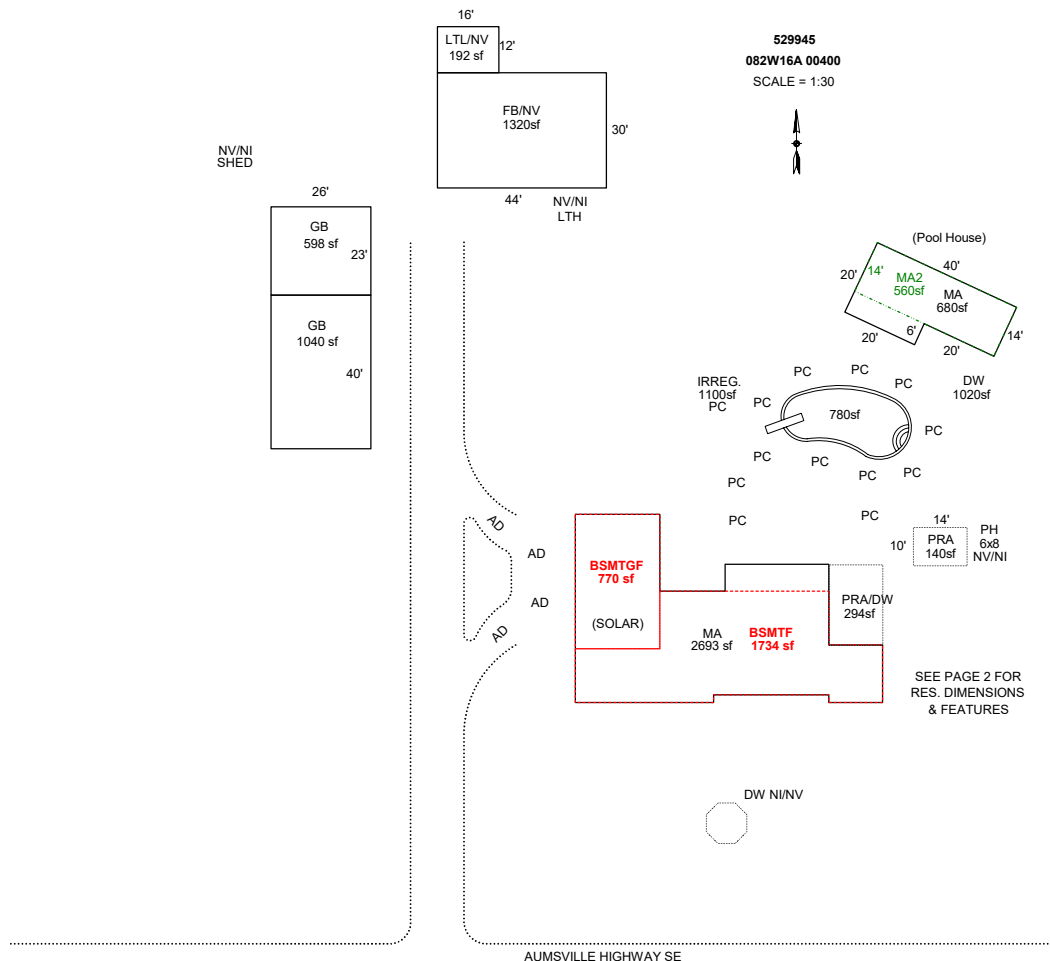 16'
LTL/NV
192 sf
12'
529945
082W16A 00400
SCALE = 1:30
FB/NV
1320sf
30'
NV/NI
SHED
44'
NV/NI
LTH
26'
GB
598 sf
23'
GB
1040 sf
40'
(Pool House)
20'
14'
40'
MA2
560sf
MA
680sf
20'
6'
20'
14'
IRREG.
1100sf
PC
PC
PC
PC
PC
780sf
DW
1020sf
PC
PC
PC
PC
PC
PC
PC
PC
AD
AD
AD
AD
14'
10'
PRA
140sf
PH
6x8
NV/NI
BSMTGF
770 sf
(SOLAR)
MA
2693 sf
BSMTF
1734 sf
PRA/DW
294sf
SEE PAGE 2 FOR
RES. DIMENSIONS
& FEATURES
DW NI/NV
AUMSVILLE HIGHWAY SE